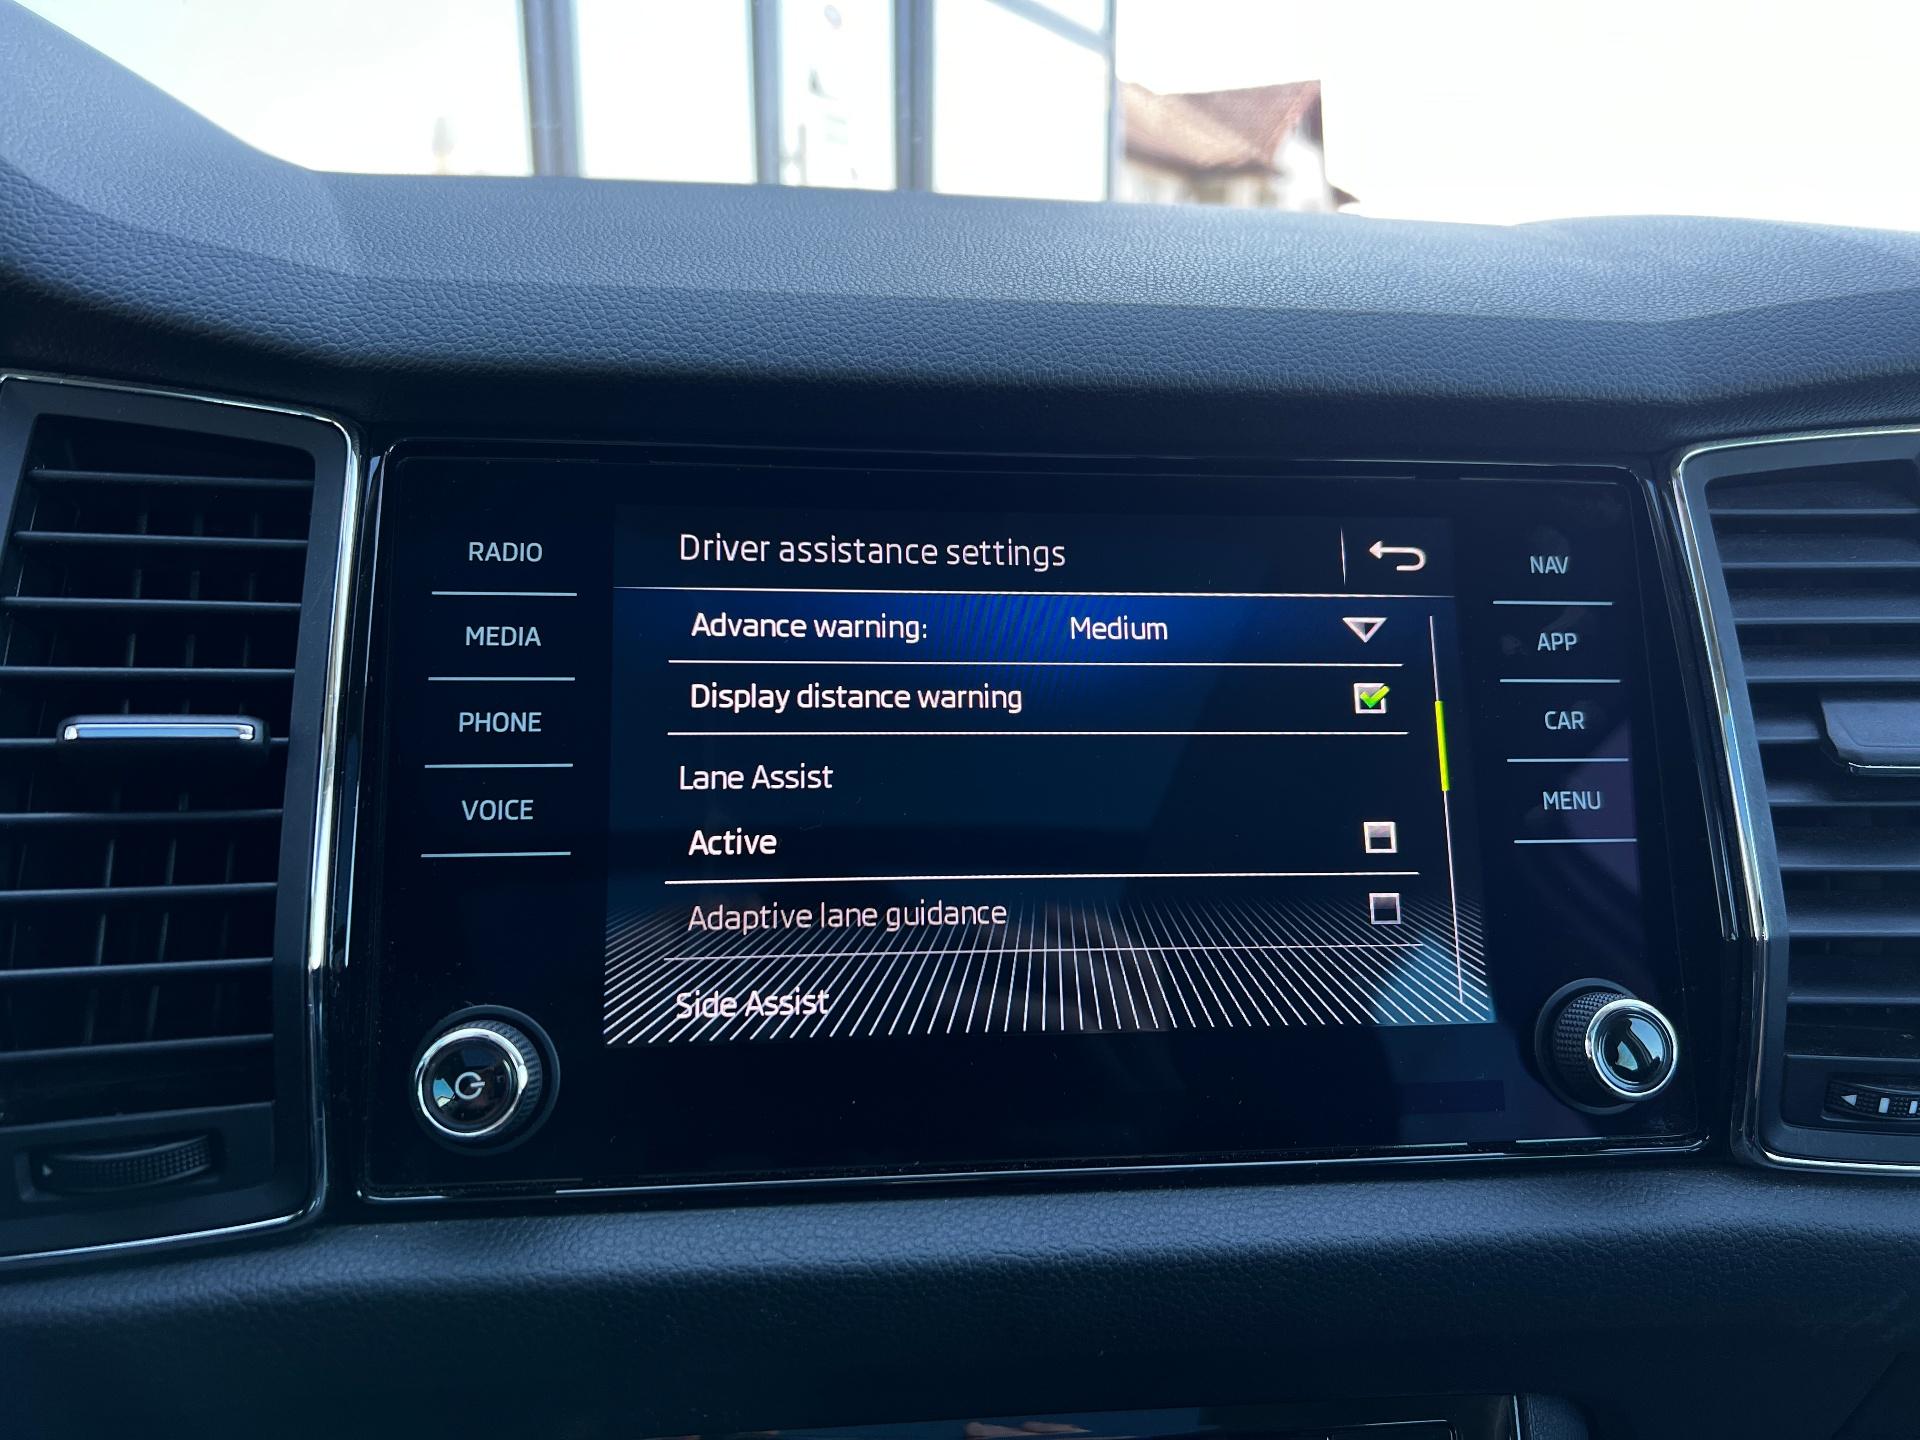 Driver assistance settings
Advance warning: Medium
Display distance warning
Lane Assist
Active
Adaptive lane guidance
Side Assist
RADIO
MEDIA
PHONE
VOICE
NAV
APP
CAR
MENU